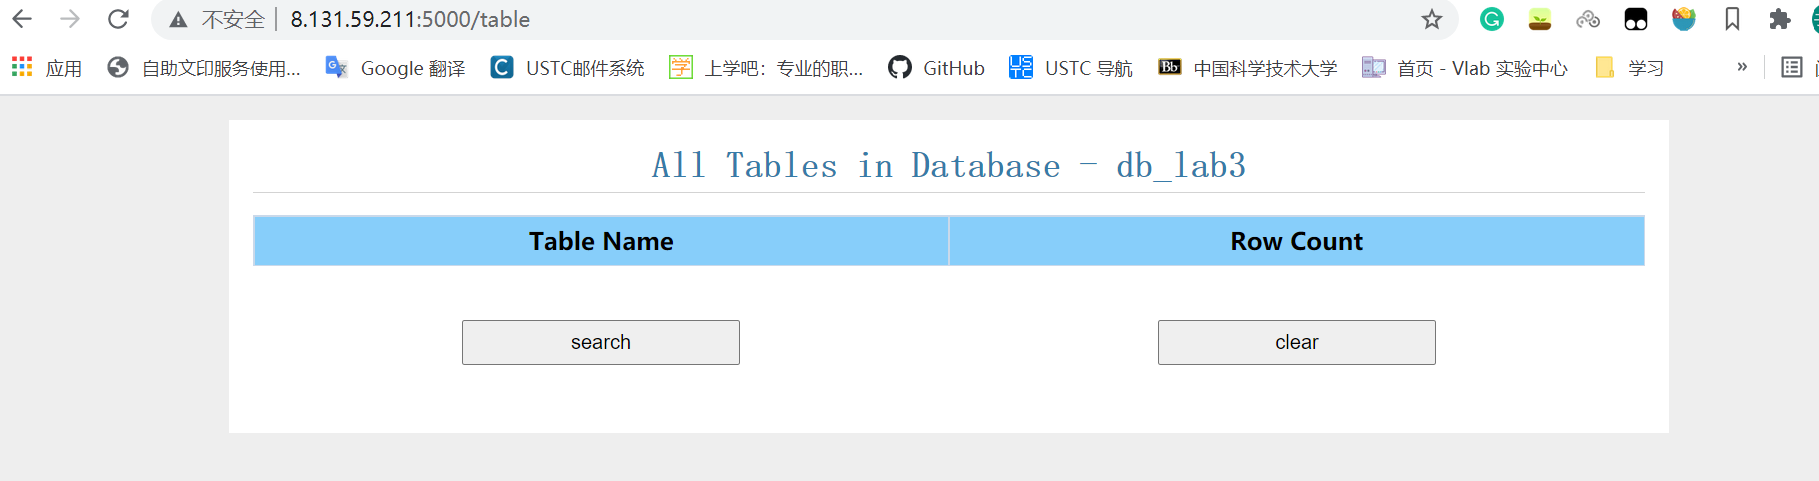 不安全 | 8.131.59.211:5000/table
应用 自助文印服务使用... Google 翻译 USTC邮件系统 学 上学吧：专业的职... GitHub USTC 导航 Bb 中国科学技术大学 首页 - Vlab 实验中心 学习 »
All Tables in Database - db_lab3
Table Name Row Count
search clear